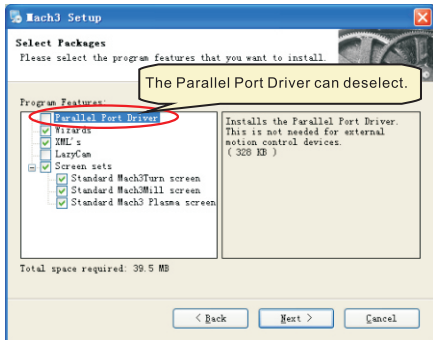 Mach3 Setup
Select Packages
Please select the program features that you want to install.
The Parallel Port Driver can deselect.
Program Features:
Parallel Port Driver
Wizards
XML's
LazyCam
Screen sets
Standard Mach3Turn screen
Standard Mach3Mill screen
Standard Mach3 Plasma screen
Installs the Parallel Port Driver.
This is not needed for external
motion control devices.
( 328 KB )
Total space required: 39.5 MB
< Back
Next >
Cancel